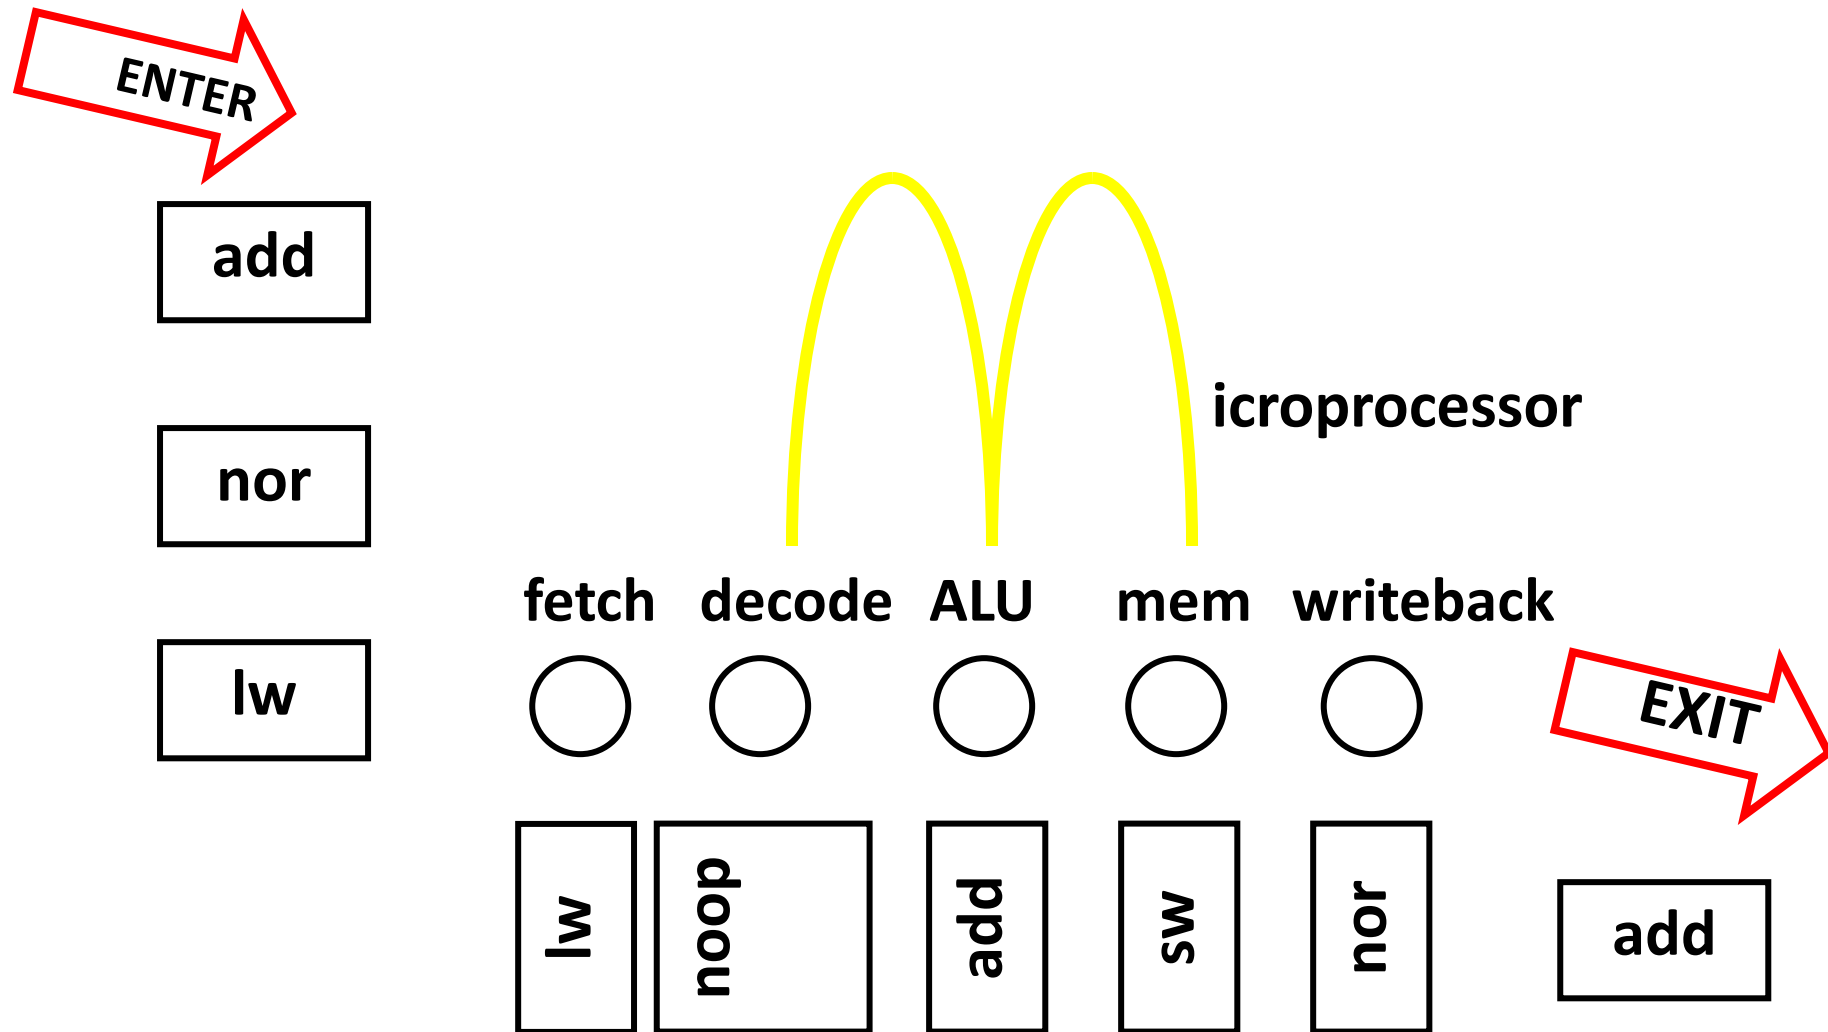 ENTER
add
nor
icroprocessor
fetch decode ALU mem writeback
lw
EXIT
lw noop add sw nor add